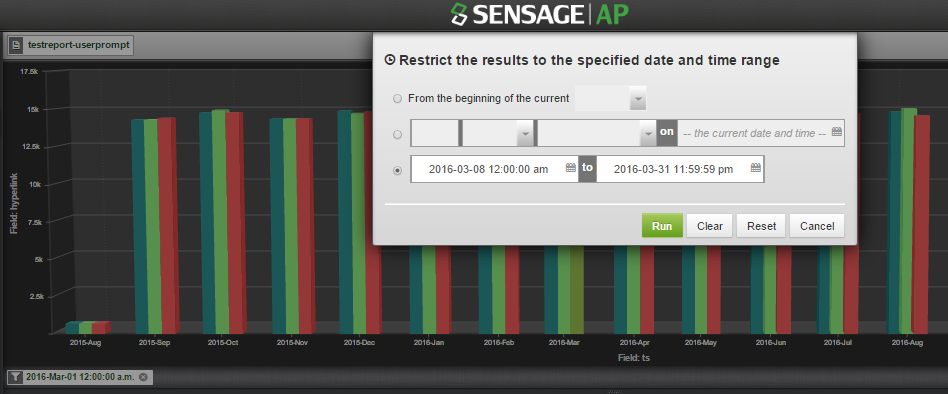 SENSAGE AP
testreport-userprompt
Restrict the results to the specified date and time range
From the beginning of the current
on -- the current date and time --
2016-03-08 12:00:00 am to 2016-03-31 11:59:59 pm
Run Clear Reset Cancel
17.5k
15k
12.5k
10k
7.5k
5k
2.5k
Field: hyperlink
2015-Aug 2015-Sep 2015-Oct 2015-Nov 2015-Dec 2016-Jan 2016-Feb 2016-Mar 2016-Apr 2016-May 2016-Jun 2016-Jul 2016-Aug
Field: ts
2016-Mar-01 12:00:00 a.m.